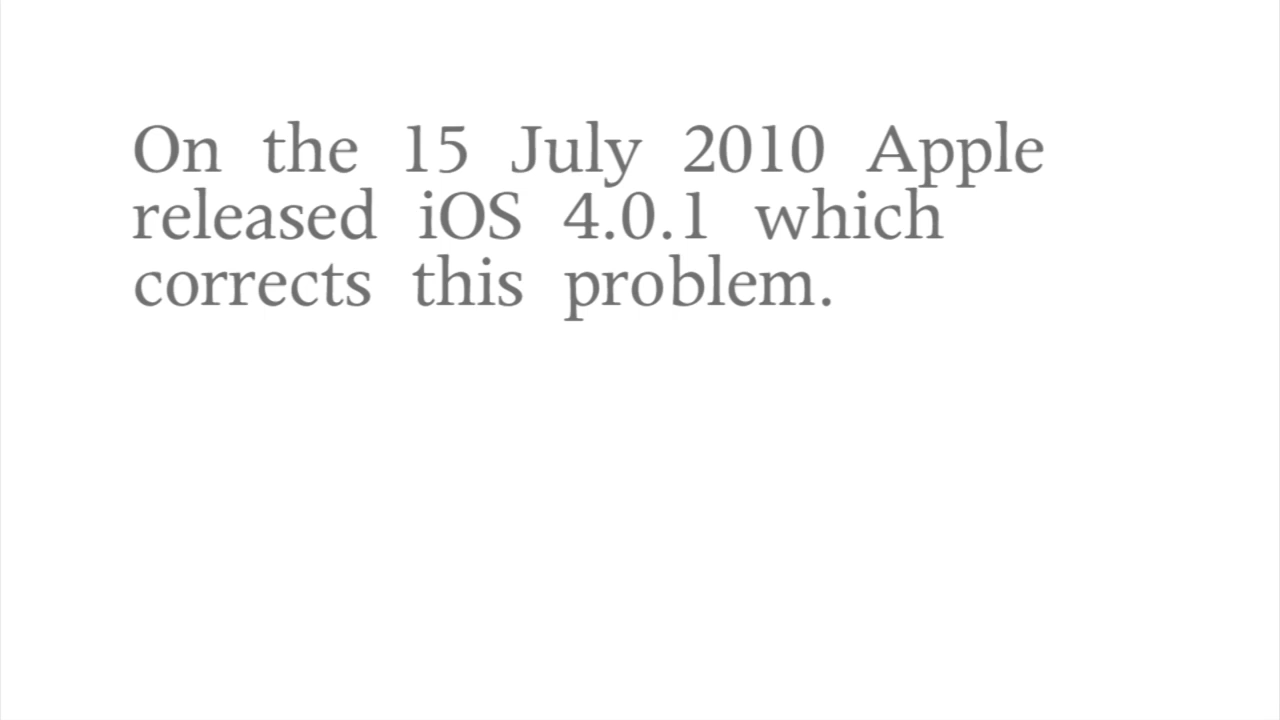 On the 15 July 2010 Apple
released iOS 4.0.1 which
corrects this problem.